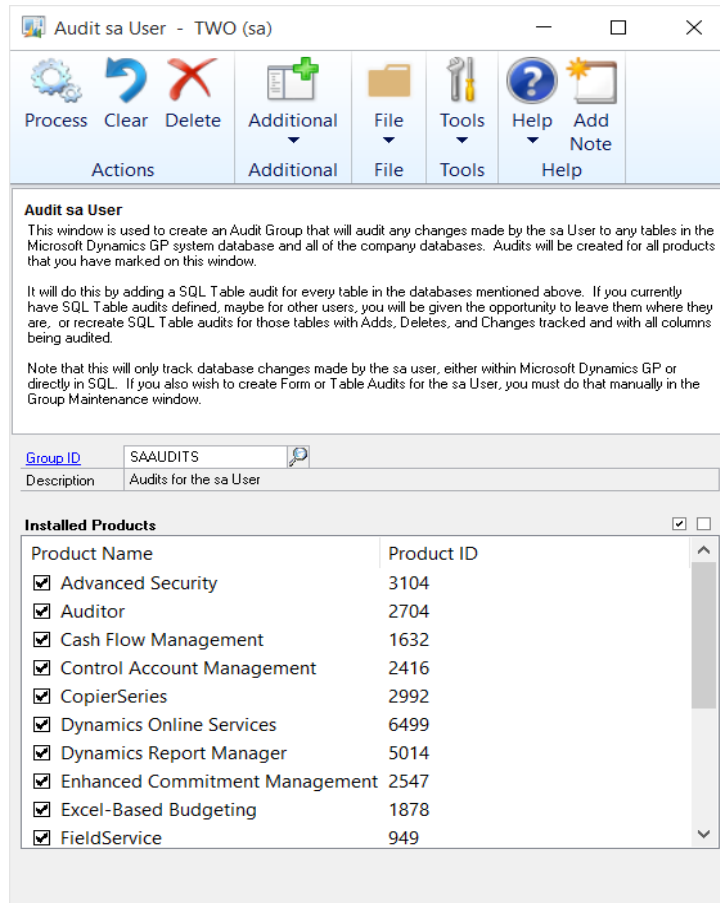 Audit sa User - TWO (sa)
Process Clear Delete Additional File Tools Help Add Note
Actions Additional File Tools Help
Audit sa User
This window is used to create an Audit Group that will audit any changes made by the sa User to any tables in the
Microsoft Dynamics GP system database and all of the company databases. Audits will be created for all products
that you have marked on this window.
It will do this by adding a SQL Table audit for every table in the databases mentioned above. If you currently
have SQL Table audits defined, maybe for other users, you will be given the opportunity to leave them where they
are, or recreate SQL Table audits for those tables with Adds, Deletes, and Changes tracked and with all columns
being audited.
Note that this will only track database changes made by the sa user, either within Microsoft Dynamics GP or
directly in SQL. If you also wish to create Form or Table Audits for the sa User, you must do that manually in the
Group Maintenance window.
Group ID SAAUDITS
Description Audits for the sa User
Installed Products
Product Name Product ID
Advanced Security 3104
Auditor 2704
Cash Flow Management 1632
Control Account Management 2416
CopierSeries 2992
Dynamics Online Services 6499
Dynamics Report Manager 5014
Enhanced Commitment Management 2547
Excel-Based Budgeting 1878
FieldService 949